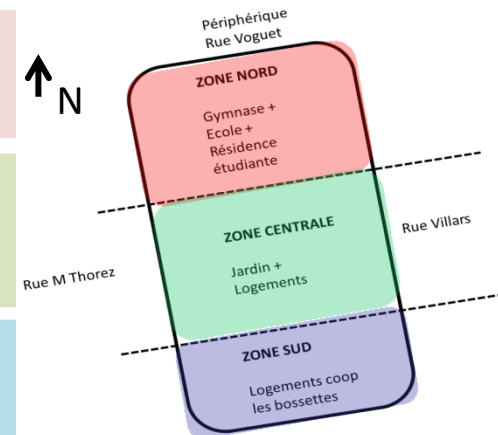 Périphérique
Rue Voguet
N
ZONE NORD
Gymnase +
Ecole +
Résidence
étudiante
Rue Villars
ZONE CENTRALE
Rue M Thorez
Jardin +
Logements
ZONE SUD
Logements coop
les bossettes